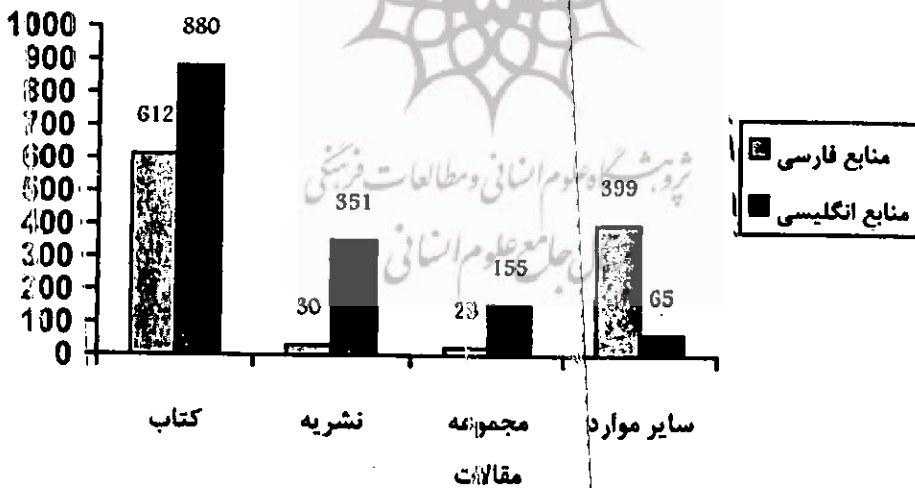 1000
900
800
700
600
500
400
300
200
100
0
612
880
30
351
155
399
65
کتاب
نشریه
مجموعه
مقالات
سایر موارد
منابع فارسی
منابع انگلیسی
پژوهشگاه علوم انسانی و مطالعات فرهنگی
جامع علوم انسانی